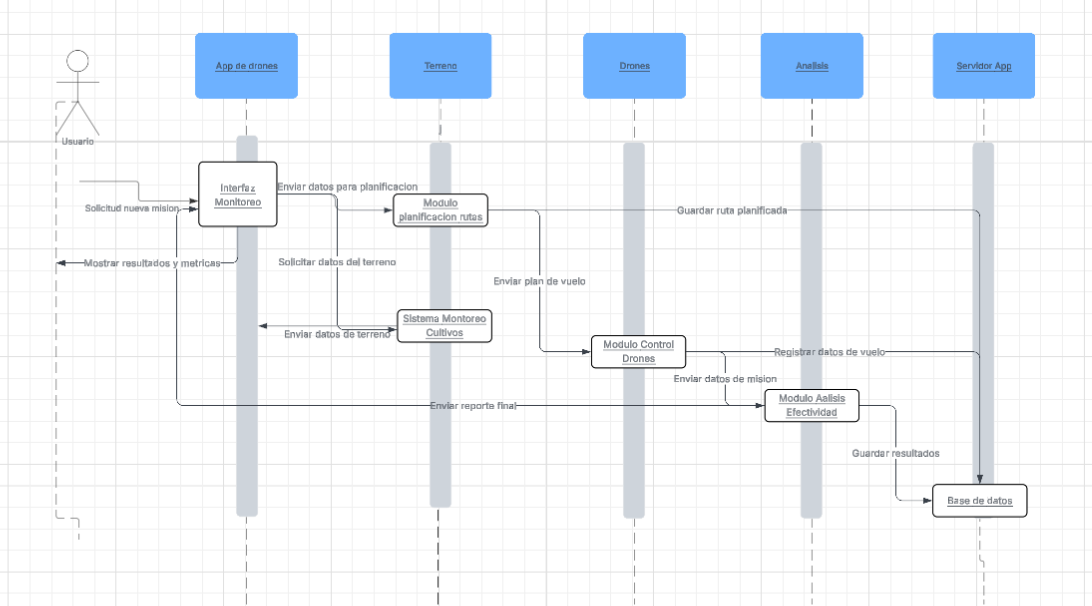 App de drones
Terreno
Drones
Analisis
Servidor App
Usuario
Interfaz
Monitoreo
Enviar datos para planificacion
Modulo
planificacion rutas
Solicitud nueva mision
Guardar ruta planificada
Mostrar resultados y metricas
Solicitar datos del terreno
Enviar plan de vuelo
Sistema Montoreo
Cultivos
Enviar datos de terreno
Modulo Control
Drones
Registrar datos de vuelo
Enviar datos de mision
Modulo Aalisis
Efectividad
Enviar reporte final
Guardar resultados
Base de datos